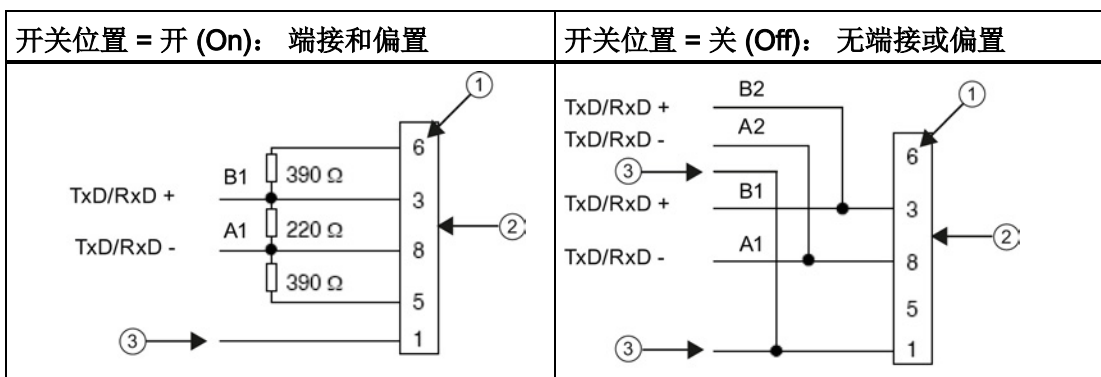 开关位置 = 开 (On)： 端接和偏置
①
6
B1
390 Ω
TxD/RxD +
3
A1
220 Ω
②
TxD/RxD -
8
390 Ω
5
③
1
开关位置 = 关 (Off)： 无端接或偏置
B2
①
TxD/RxD +
A2
TxD/RxD -
6
③
B1
TxD/RxD +
3
②
A1
TxD/RxD -
8
5
③
1